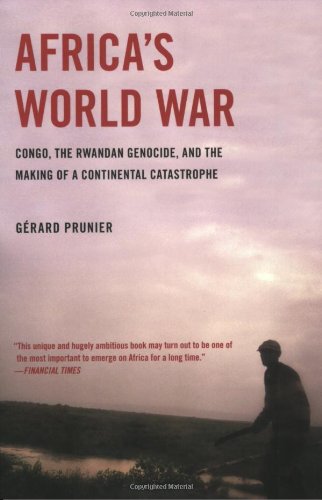 AFRICA'S
WORLD WAR
CONGO, THE RWANDAN GENOCIDE, AND THE
MAKING OF A CONTINENTAL CATASTROPHE
GÉRARD PRUNIER
"This unique and hugely ambitious book may turn out to be one of
the most important to emerge on Africa for a long time."
—FINANCIAL TIMES
Copyrighted Material